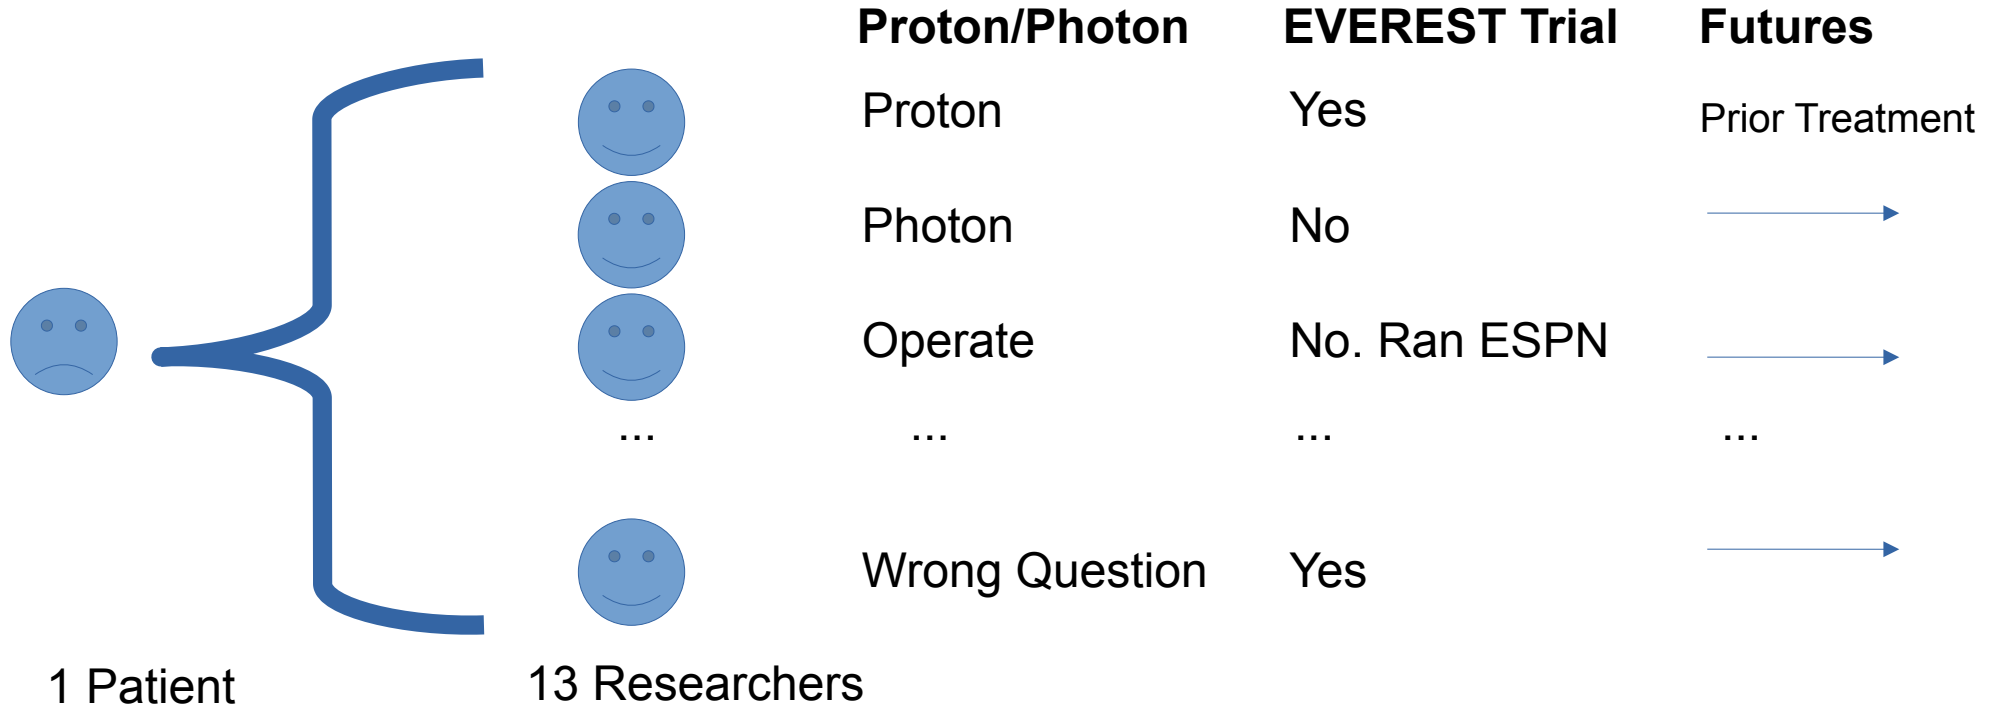 Proton/Photon EVEREST Trial Futures
Proton Yes Prior Treatment
Photon No
Operate No. Ran ESPN
... ... ... ...
Wrong Question Yes
1 Patient 13 Researchers